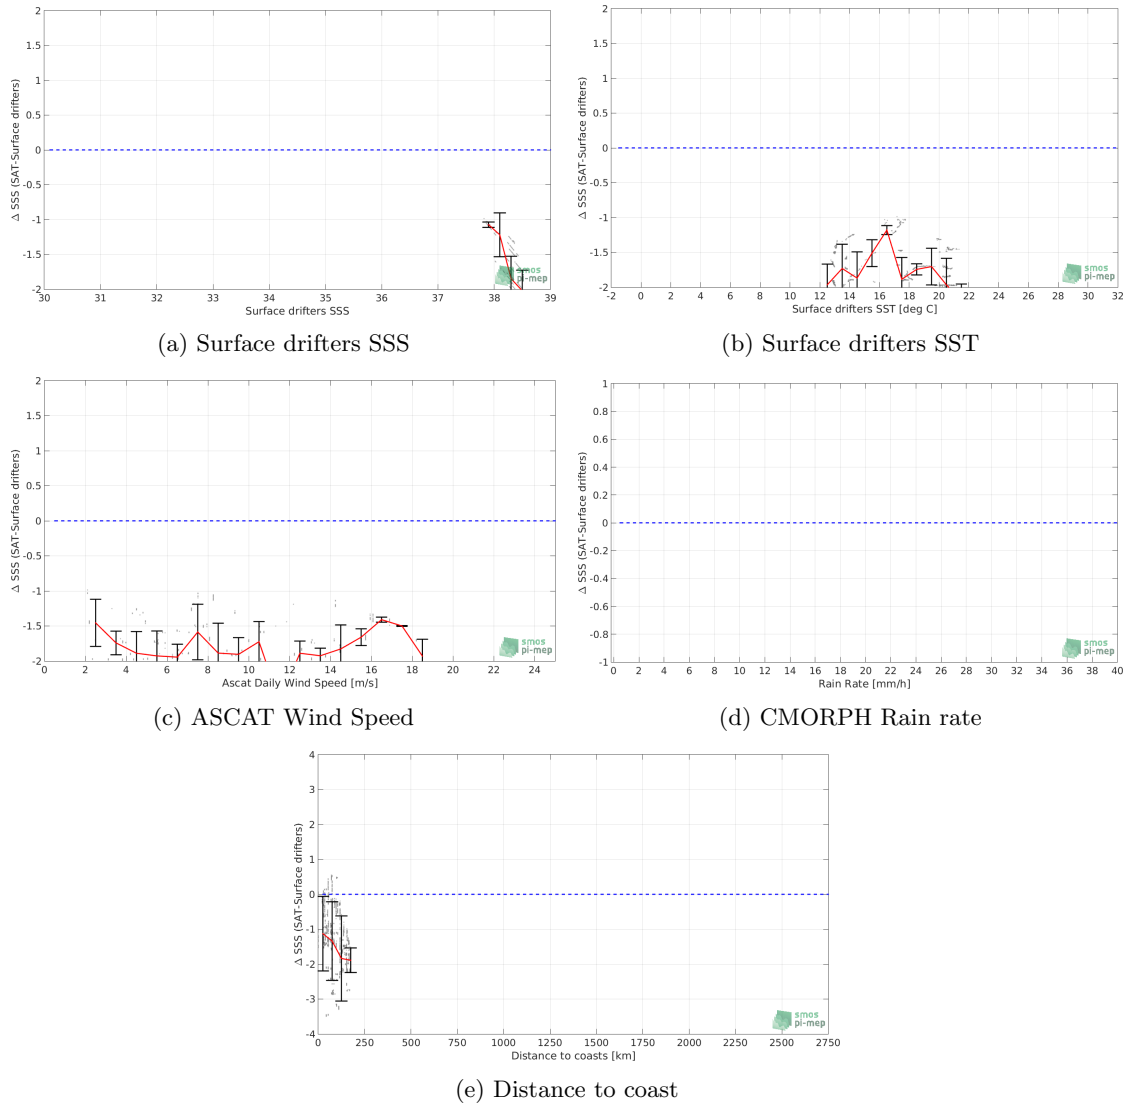 2
1.5
1
0.5
0
-0.5
-1
-1.5
-2
Δ SSS (SAT-Surface drifters)
30 31 32 33 34 35 36 37 38 39
Surface drifters SSS
smos
pi-mep
(a) Surface drifters SSS
2
1.5
1
0.5
0
-0.5
-1
-1.5
-2
Δ SSS (SAT-Surface drifters)
-2 0 2 4 6 8 10 12 14 16 18 20 22 24 26 28 30 32
Surface drifters SST [deg C]
smos
pi-mep
(b) Surface drifters SST
2
1.5
1
0.5
0
-0.5
-1
-1.5
-2
Δ SSS (SAT-Surface drifters)
0 2 4 6 8 10 12 14 16 18 20 22 24
Ascat Daily Wind Speed [m/s]
smos
pi-mep
(c) ASCAT Wind Speed
1
0.8
0.6
0.4
0.2
0
-0.2
-0.4
-0.6
-0.8
-1
Δ SSS (SAT-Surface drifters)
0 2 4 6 8 10 12 14 16 18 20 22 24 26 28 30 32 34 36 38 40
Rain Rate [mm/h]
smos
pi-mep
(d) CMORPH Rain rate
4
3
2
1
0
-1
-2
-3
-4
Δ SSS (SAT-Surface drifters)
0 250 500 750 1000 1250 1500 1750 2000 2250 2500 2750
Distance to coasts [km]
smos
pi-mep
(e) Distance to coast